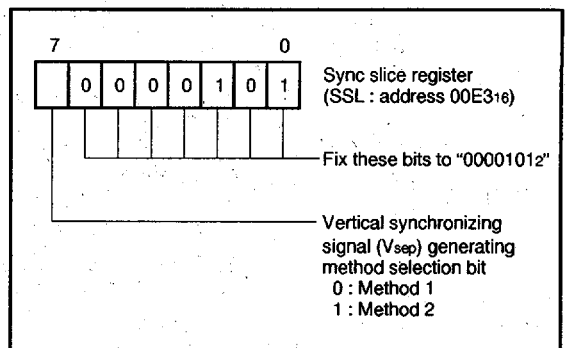 7 0
0 0 0 0 1 0 1
Sync slice register
(SSL : address 00E316)
Fix these bits to “00001012”
Vertical synchronizing
signal (Vsep) generating
method selection bit
0 : Method 1
1 : Method 2